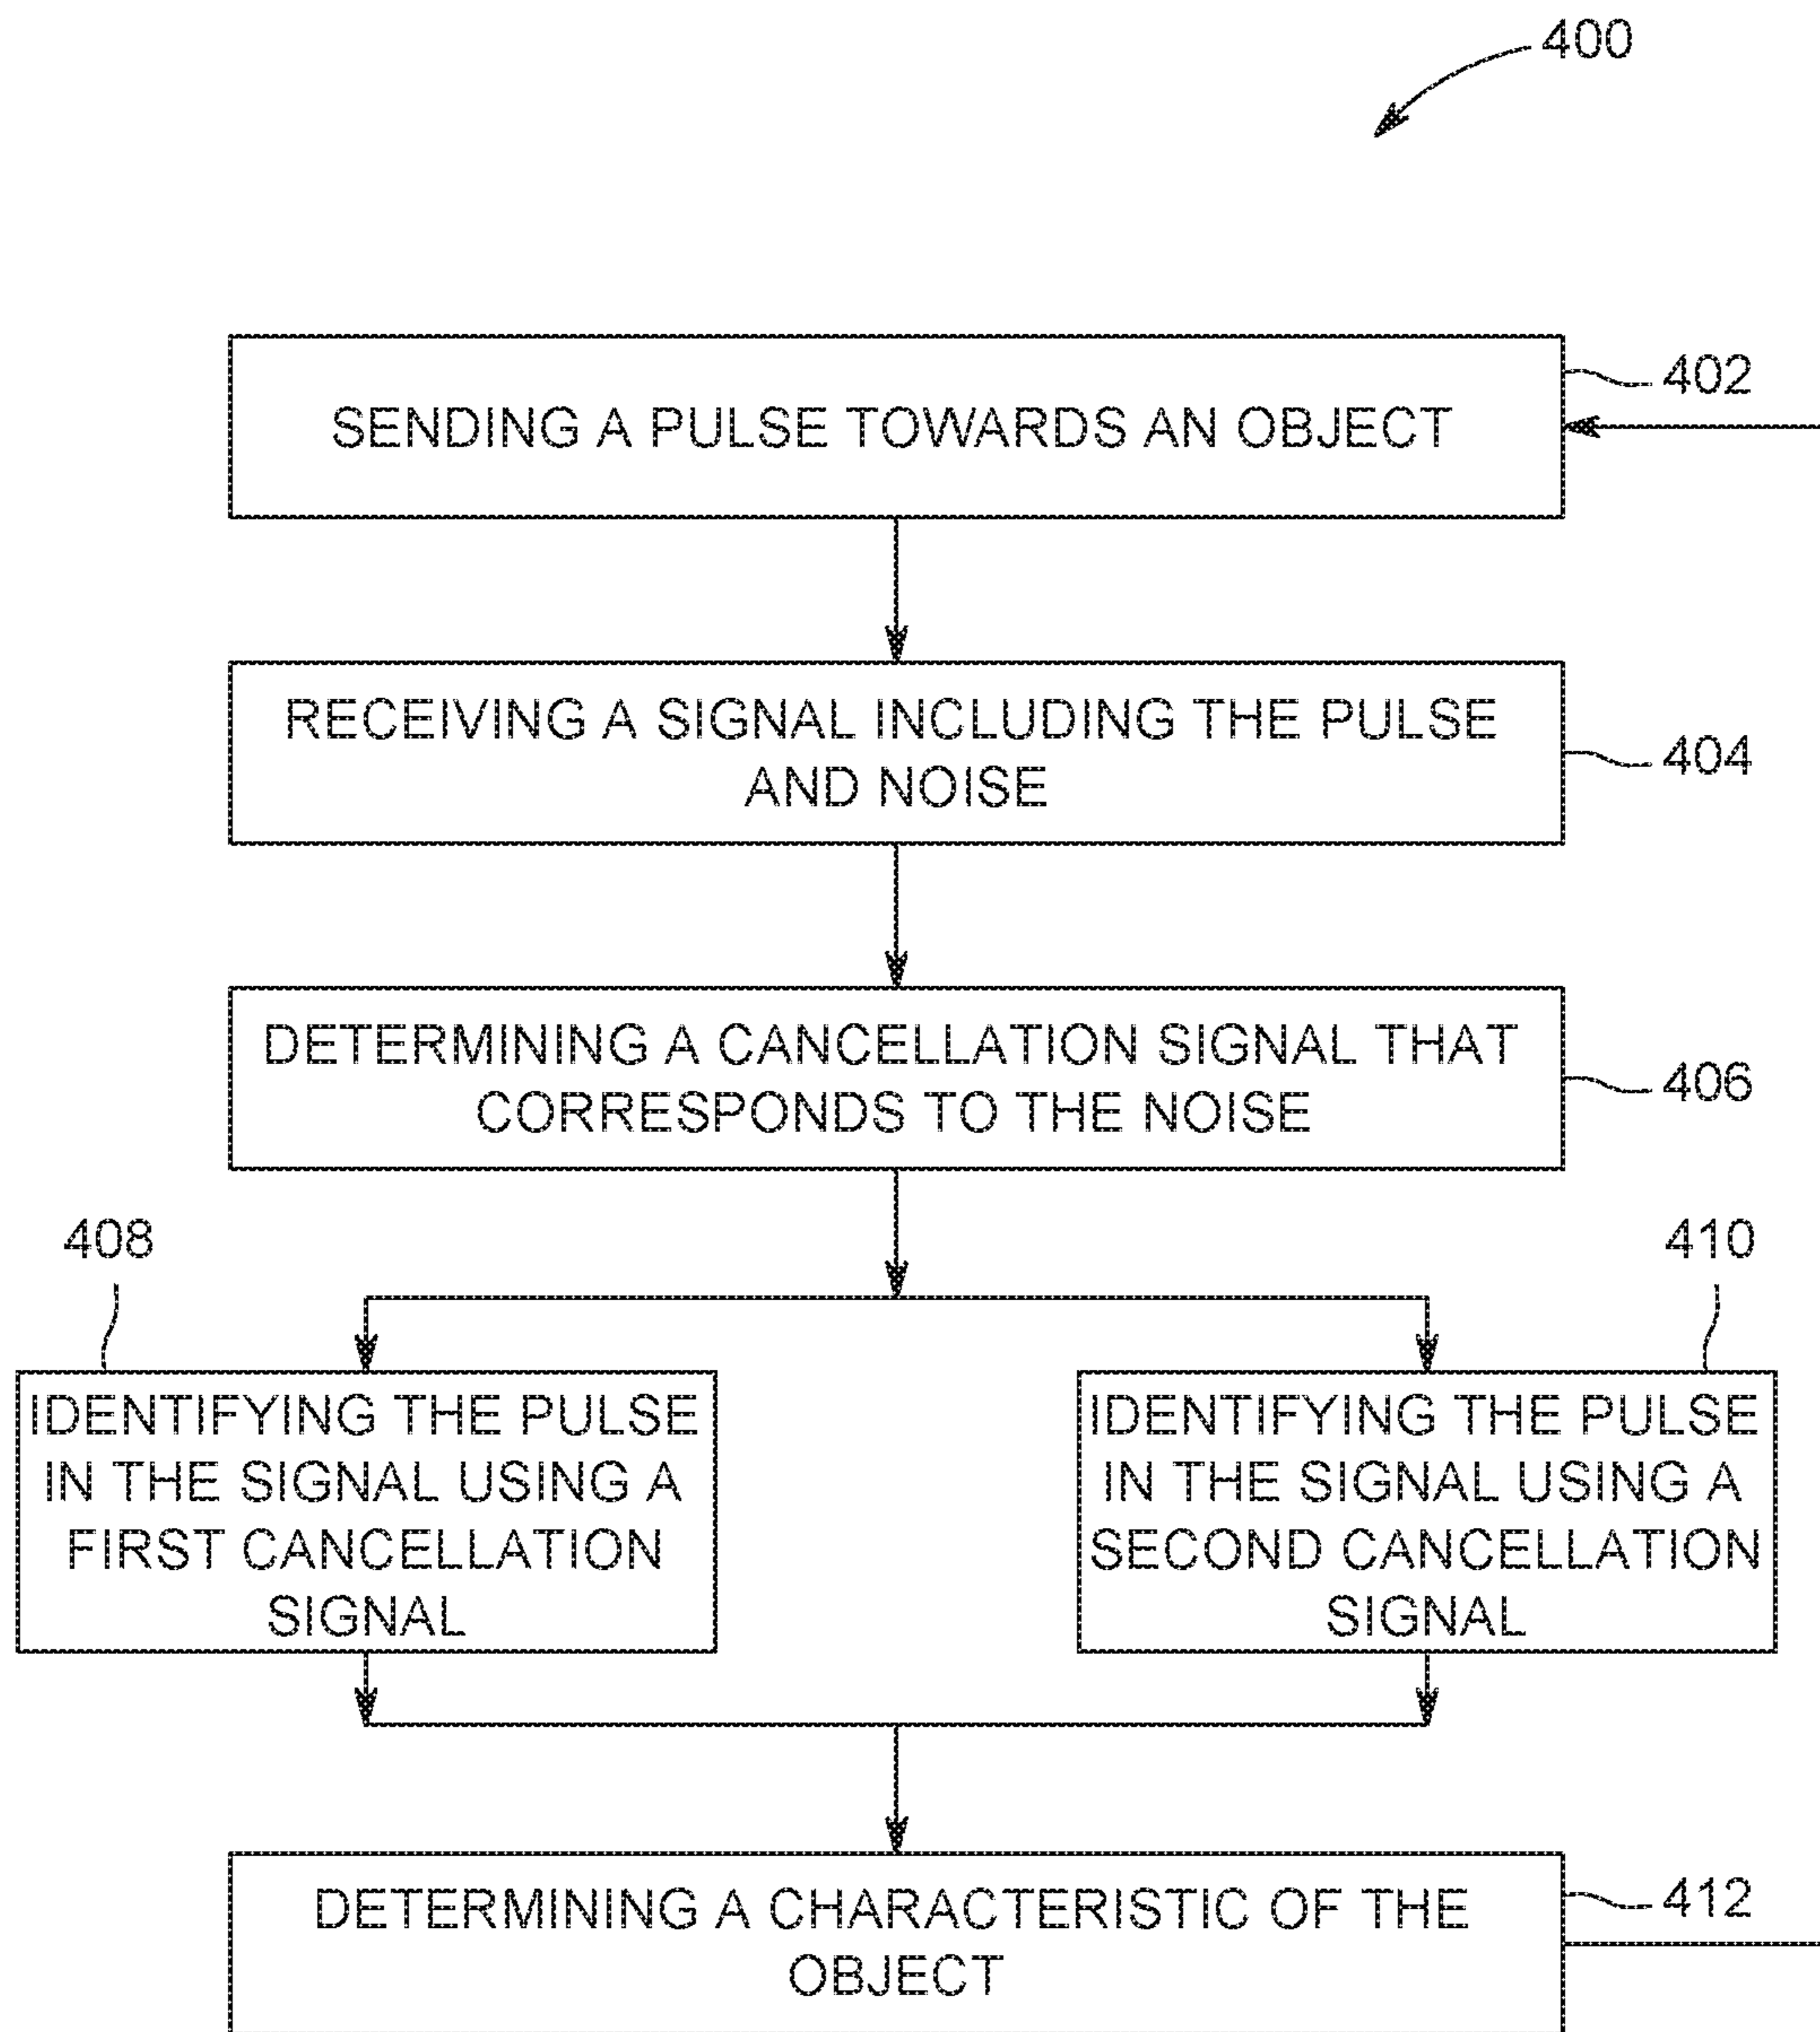 400
SENDING A PULSE TOWARDS AN OBJECT
402
RECEIVING A SIGNAL INCLUDING THE PULSE
AND NOISE
404
DETERMINING A CANCELLATION SIGNAL THAT
CORRESPONDS TO THE NOISE
406
408
IDENTIFYING THE PULSE
IN THE SIGNAL USING A
FIRST CANCELLATION
SIGNAL
410
IDENTIFYING THE PULSE
IN THE SIGNAL USING A
SECOND CANCELLATION
SIGNAL
DETERMINING A CHARACTERISTIC OF THE
OBJECT
412